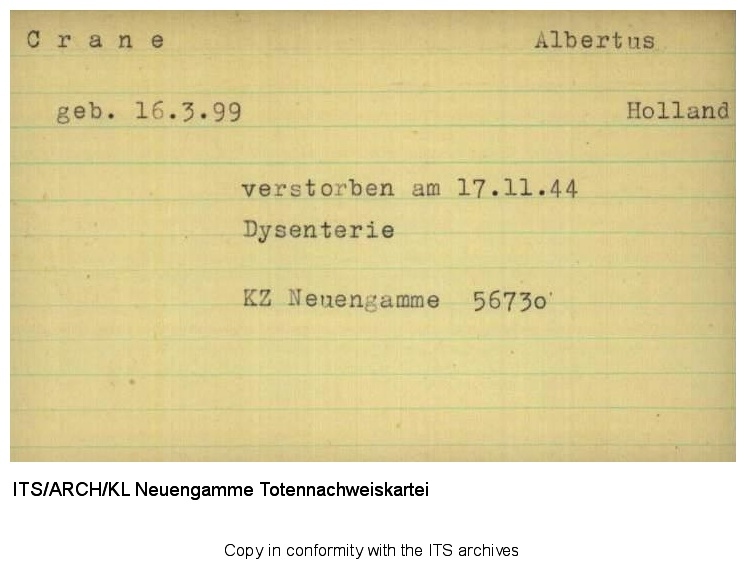 C r a n e Albertus
geb. 16.3.99 Holland
verstorben am 17.11.44
Dysenterie
KZ Neuengamme 5673o
ITS/ARCH/KL Neuengamme Totennachweiskartei
Copy in conformity with the ITS archives